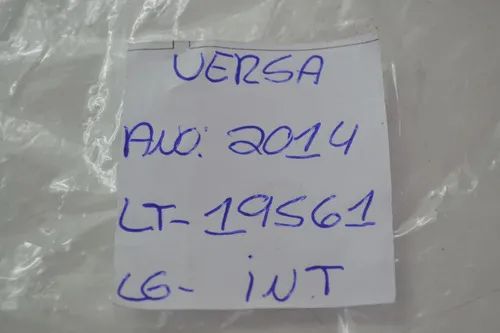 VERSA
ANO: 2014
LT-19561
LG- INT